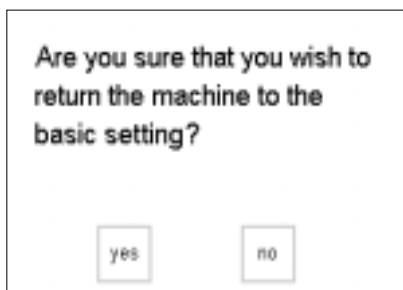 Are you sure that you wish to
return the machine to the
basic setting?
yes no